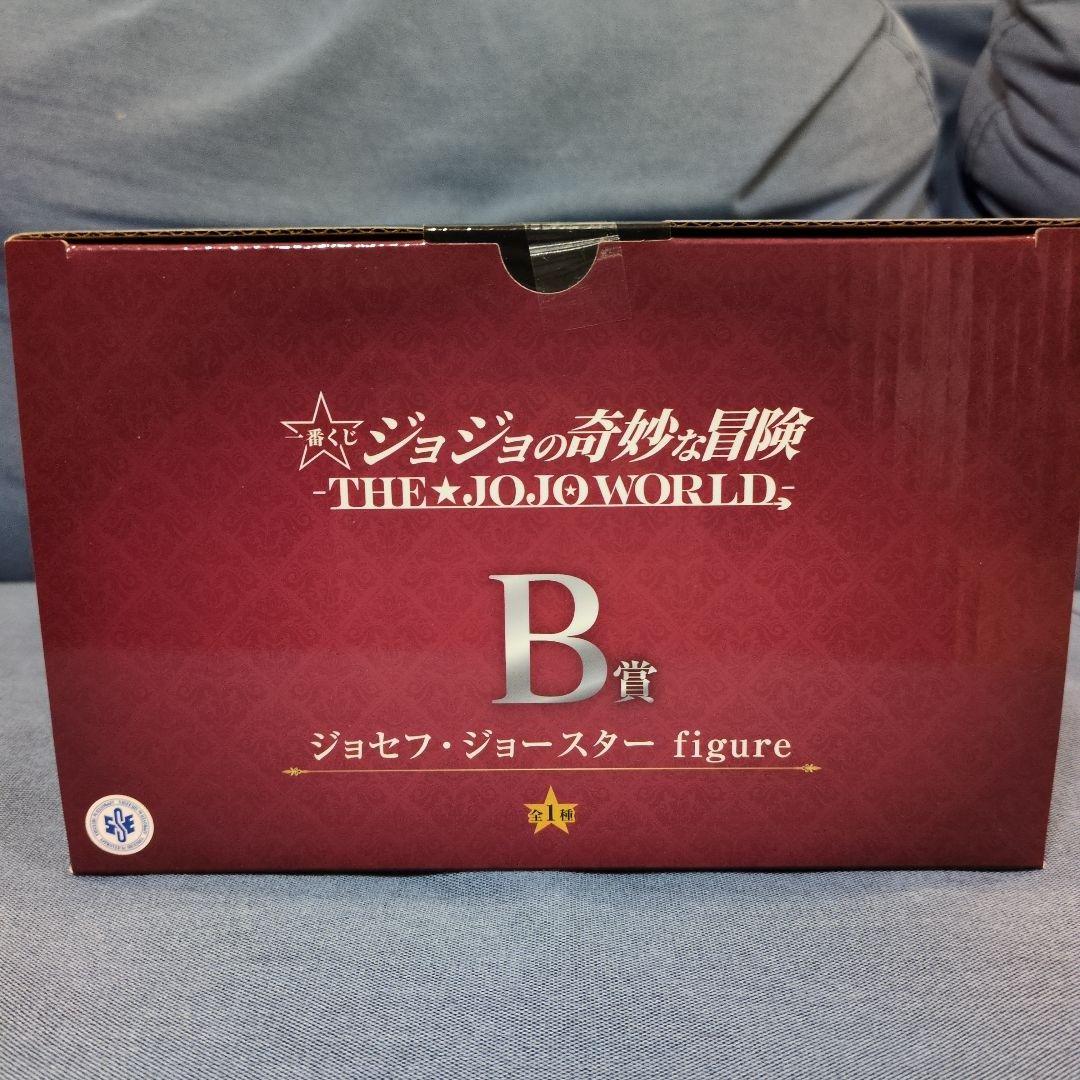 一番くじ
ジョジョの奇妙な冒険
-THE★JOJO WORLD-
B賞
ジョセフ・ジョースター figure
全1種